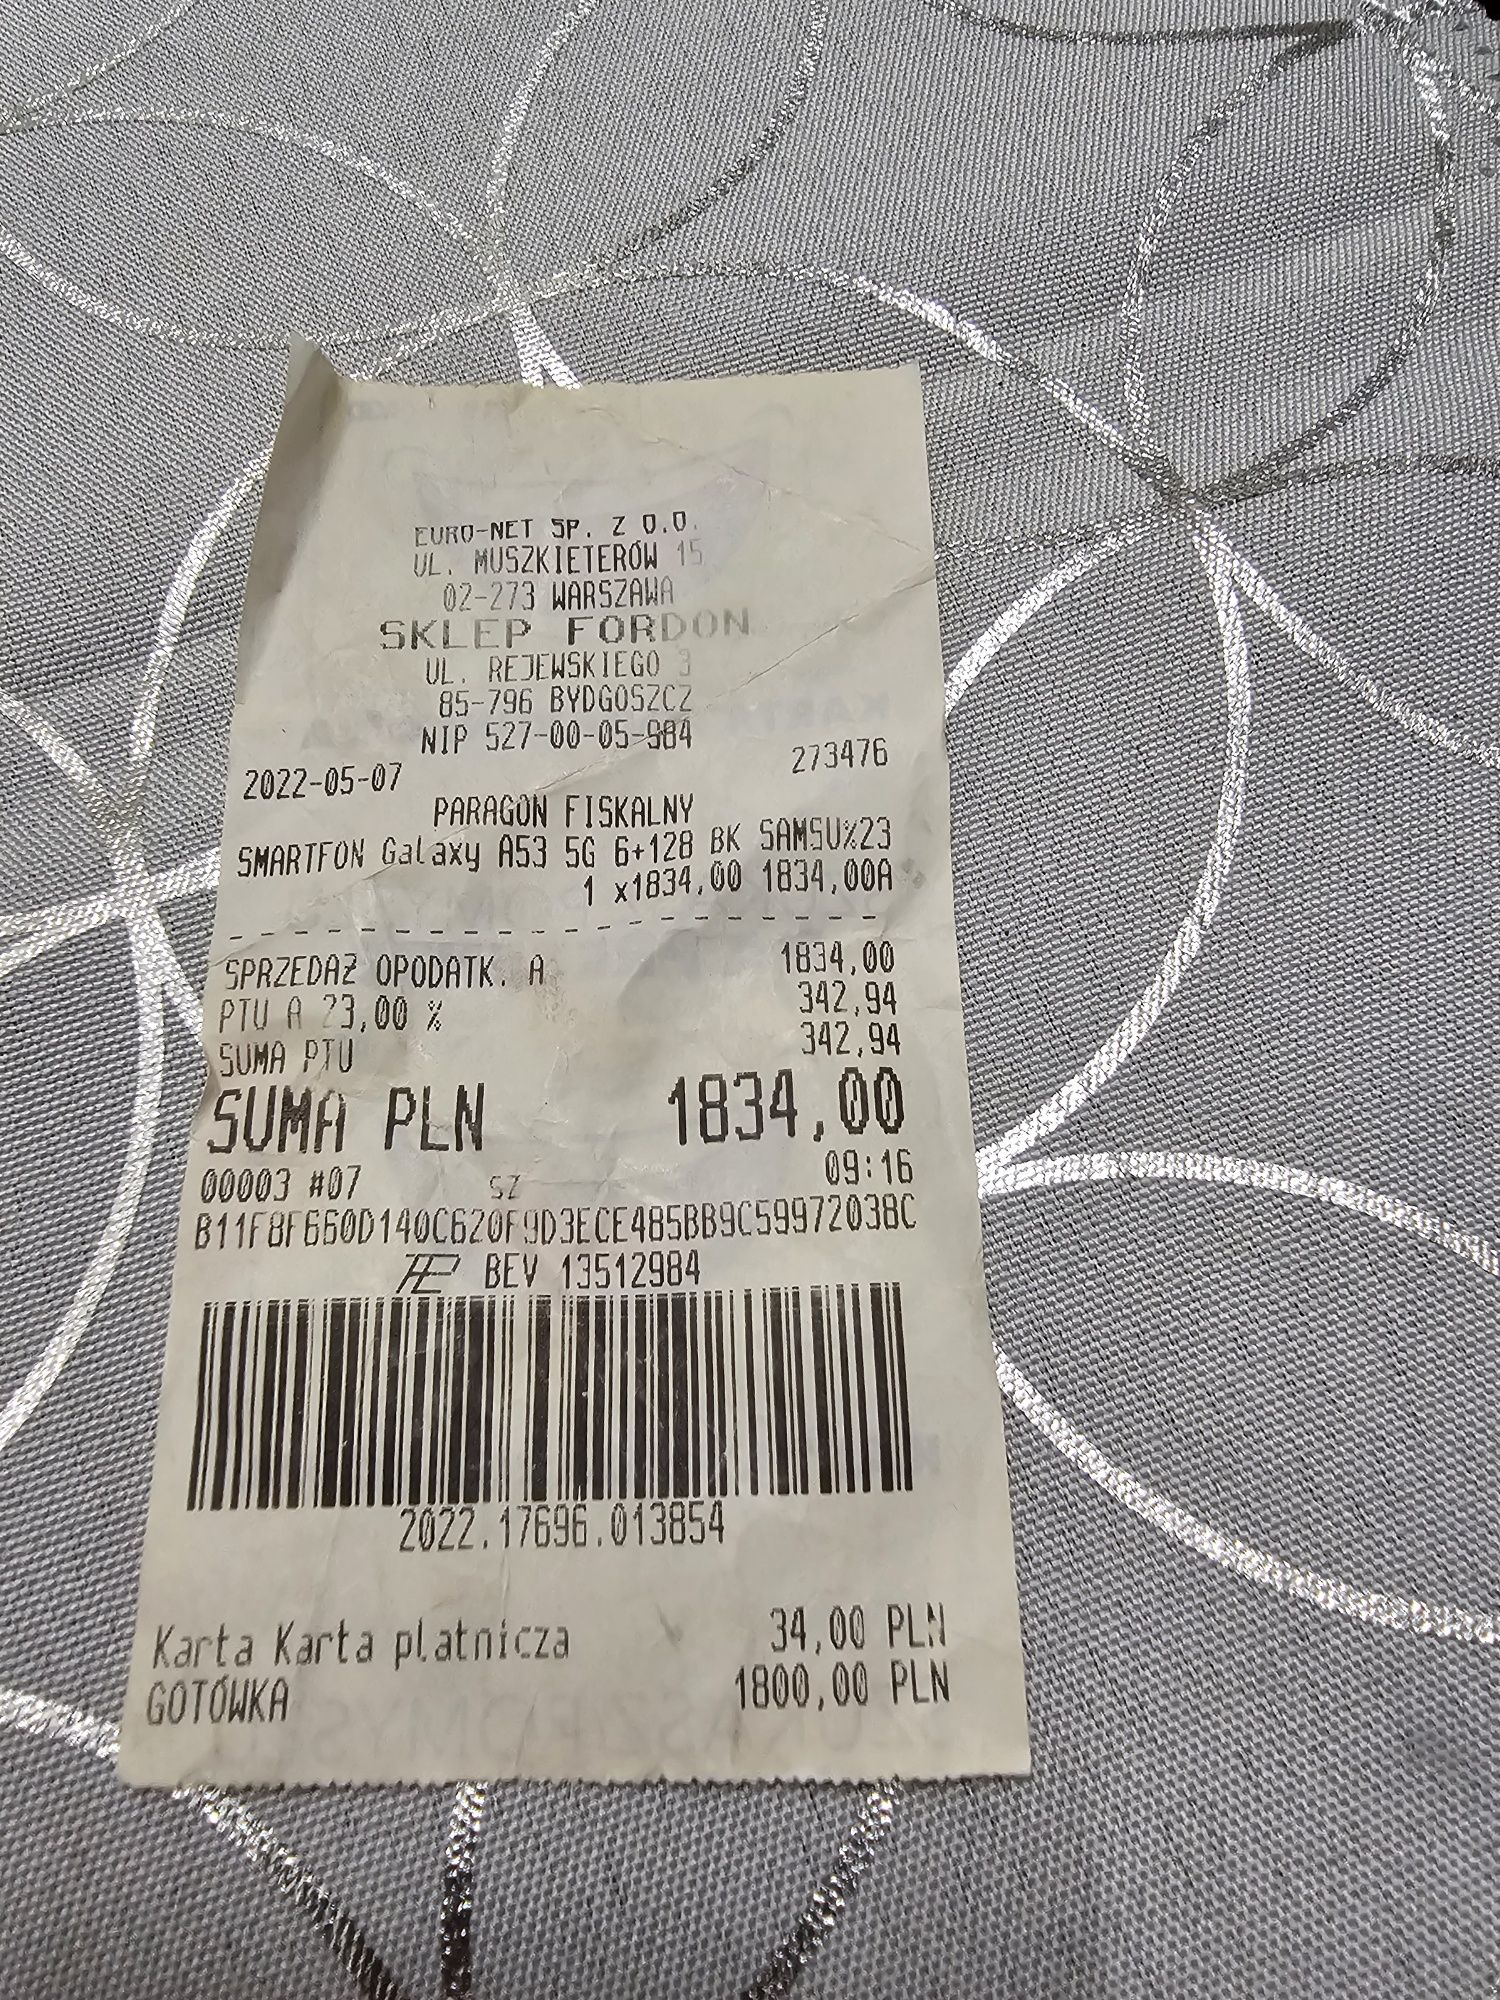 EURO-NET SP. Z O.O.
UL. MUSZKIETERÓW 15
02-273 WARSZAWA
SKLEP FORDON
UL. REJEWSKIEGO 3
85-796 BYDGOSZCZ
NIP 527-00-05-984
2022-05-07 273476
PARAGON FISKALNY
SMARTFON Galaxy A53 5G 6+128 BK SAMSU%23
1 x1834,00 1834,00A
SPRZEDAŻ OPODATK. A 1834,00
PTU A 23,00 % 342,94
SUMA PTU 342,94
SUMA PLN 1834,00
00003 #07 SZ 09:16
B11F8F660D140C620F9D3ECE485BB9C59972038C
BEV 13512984
2022.17696.013854
Karta Karta płatnicza 34,00 PLN
GOTÓWKA 1800,00 PLN